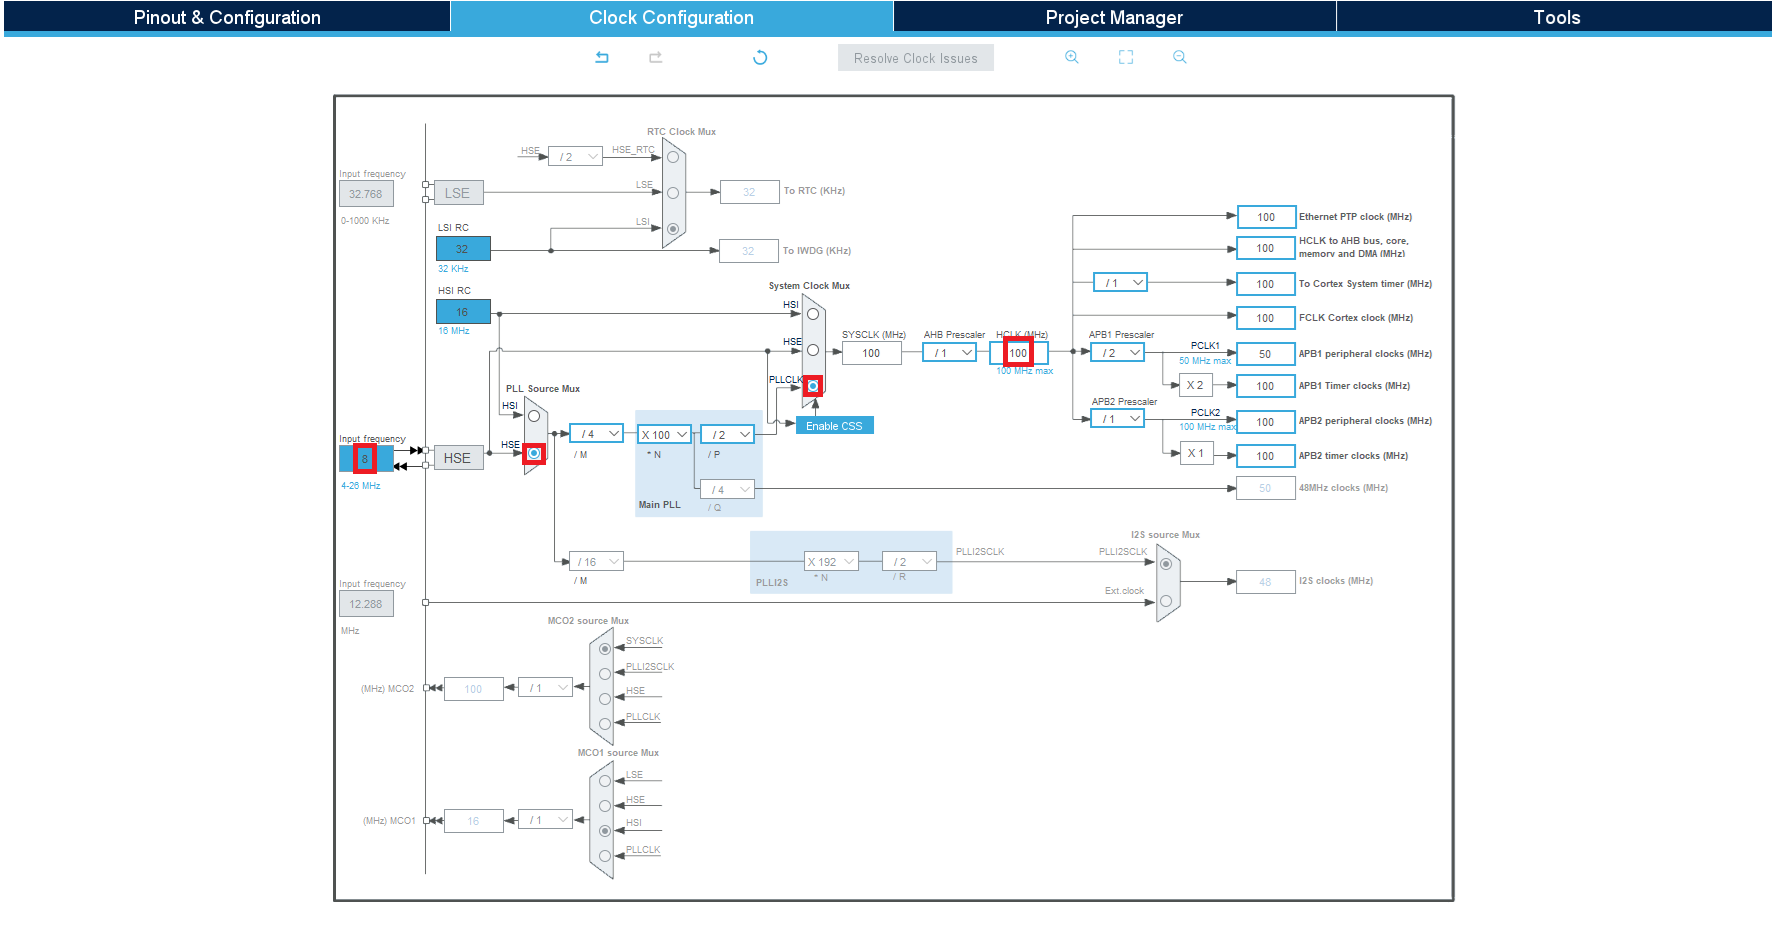 Pinout & Configuration
Clock Configuration
Project Manager
Tools
Resolve Clock Issues
RTC Clock Mux
HSE
/ 2
HSE_RTC
Input frequency
32.768
0-1000 KHz
LSE
LSE
32
To RTC (KHz)
LSI
LSI RC
32
32 KHz
32
To IWDG (KHz)
HSI RC
16
16 MHz
System Clock Mux
HSI
HSE
PLLCLK
SYSCLK (MHz)
100
AHB Prescaler
/ 1
HCLK (MHz)
100
100 MHz max
100
Ethernet PTP clock (MHz)
100
HCLK to AHB bus, core,
memory and DMA (MHz)
/ 1
100
To Cortex System timer (MHz)
100
FCLK Cortex clock (MHz)
APB1 Prescaler
/ 2
PCLK1
50 MHz max
50
APB1 peripheral clocks (MHz)
X 2
100
APB1 Timer clocks (MHz)
APB2 Prescaler
/ 1
PCLK2
100 MHz max
100
APB2 peripheral clocks (MHz)
X 1
100
APB2 timer clocks (MHz)
Enable CSS
PLL Source Mux
HSI
HSE
Input frequency
8
4-26 MHz
HSE
/ 4
/ M
X 100
* N
/ 2
/ P
/ 4
/ Q
Main PLL
50
48MHz clocks (MHz)
/ 16
/ M
X 192
* N
/ 2
/ R
PLLI2S
PLLI2SCLK
I2S source Mux
PLLI2SCLK
Ext.clock
48
I2S clocks (MHz)
Input frequency
12.288
MHz
MCO2 source Mux
SYSCLK
PLLI2SCLK
HSE
PLLCLK
(MHz) MCO2
100
/ 1
MCO1 source Mux
LSE
HSE
HSI
PLLCLK
(MHz) MCO1
16
/ 1